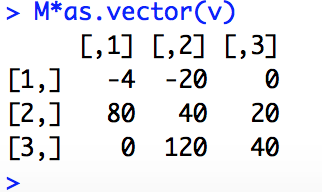 > M*as.vector(v)
     [,1] [,2] [,3]
[1,]   -4  -20    0
[2,]   80   40   20
[3,]    0  120   40
>